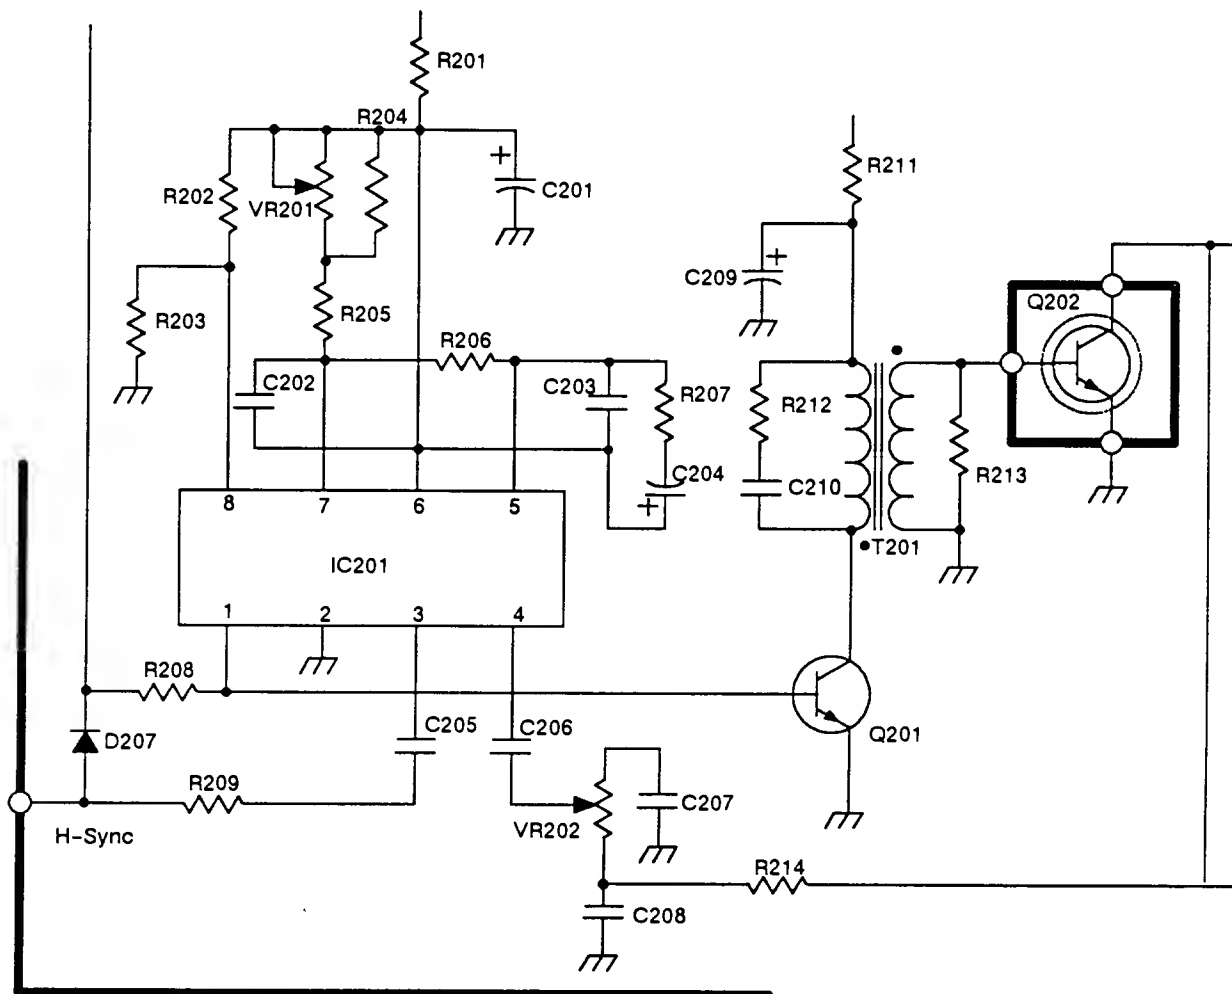 R201
R204
R202
VR201
+
C201
R211
R203
R205
C209
+
Q202
R206
C202
C203
R207
R212
C204
+
C210
R213
T201
8
7
6
5
IC201
1
2
3
4
R208
C205
C206
Q201
D207
R209
VR202
C207
H-Sync
R214
C208